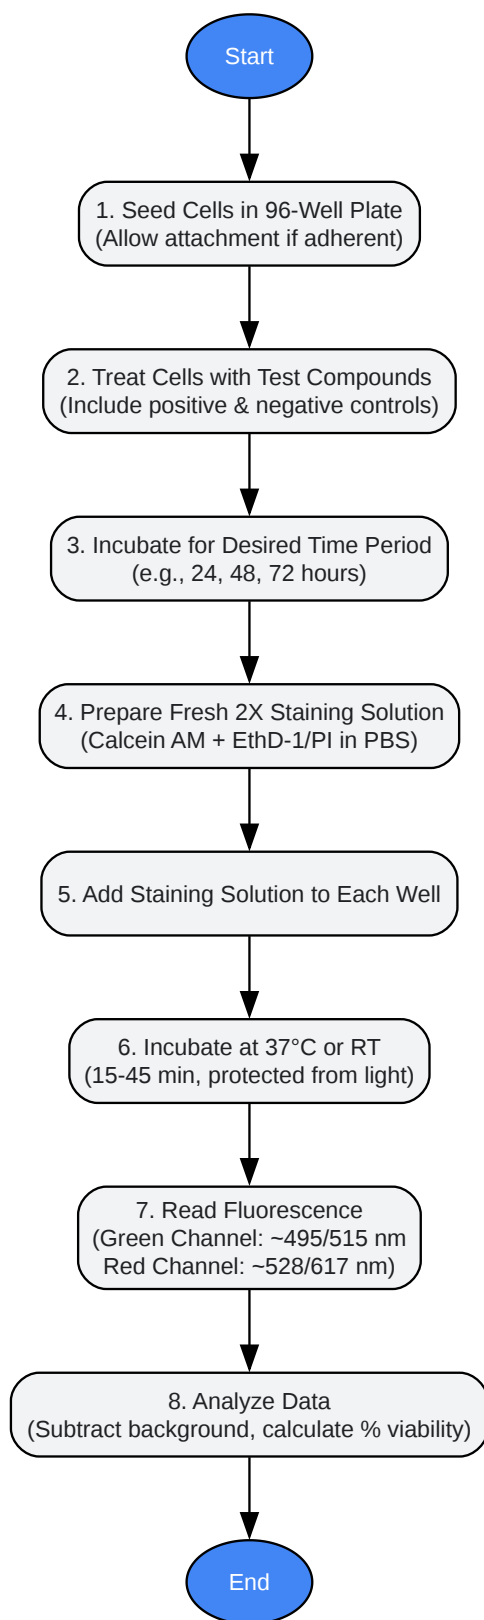 Start
1. Seed Cells in 96-Well Plate
(Allow attachment if adherent)
2. Treat Cells with Test Compounds
(Include positive & negative controls)
3. Incubate for Desired Time Period
(e.g., 24, 48, 72 hours)
4. Prepare Fresh 2X Staining Solution
(Calcein AM + EthD-1/PI in PBS)
5. Add Staining Solution to Each Well
6. Incubate at 37°C or RT
(15-45 min, protected from light)
7. Read Fluorescence
(Green Channel: ~495/515 nm
Red Channel: ~528/617 nm)
8. Analyze Data
(Subtract background, calculate % viability)
End